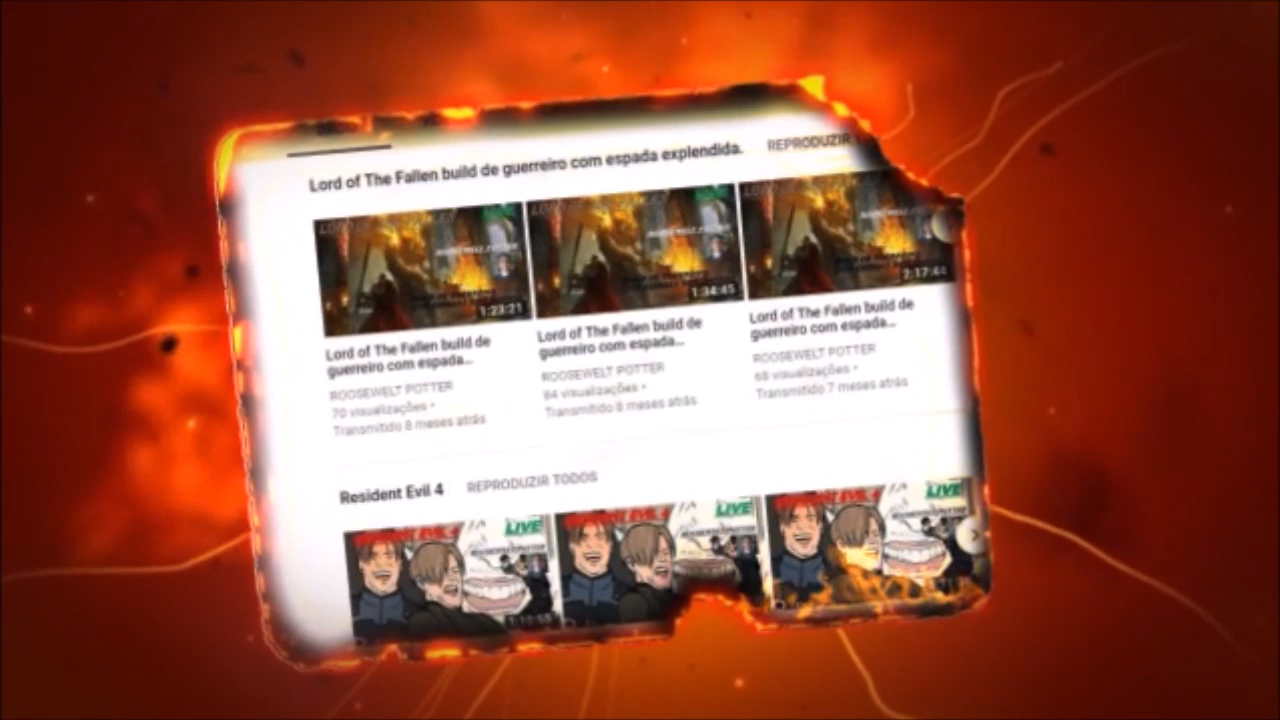 Lord of The Fallen build de guerreiro com espada explendida.
REPRODUZIR
1:23:21
1:34:45
2:17:44
Lord of The Fallen build de
guerreiro com espada...
ROOSEWELT POTTER
70 visualizações •
Transmitido 8 meses atrás
Lord of The Fallen build de
guerreiro com espada...
ROOSEWELT POTTER
84 visualizações •
Transmitido 8 meses atrás
Lord of The Fallen build de
guerreiro com espada...
ROOSEWELT POTTER
68 visualizações •
Transmitido 7 meses atrás
Resident Evil 4
REPRODUZIR TODOS
LIVE
LIVE
LIVE